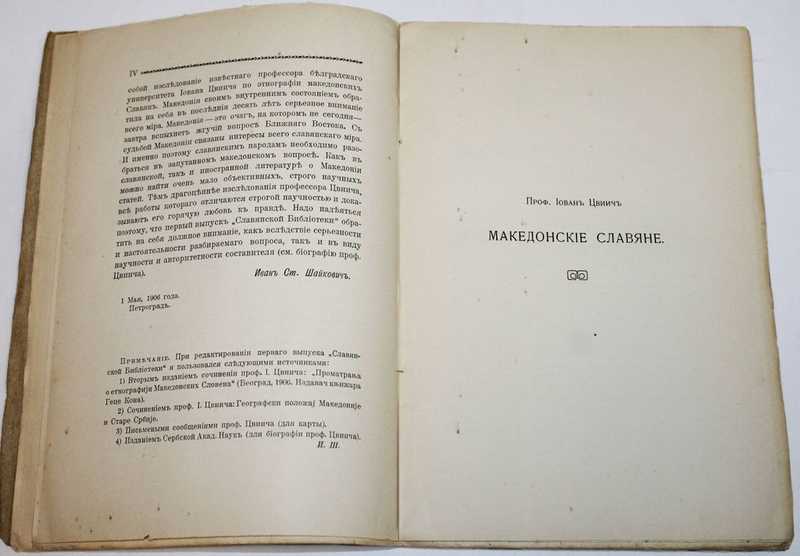 IV
собой изслѣдованіе извѣстнаго профессора бѣлградскаго
университета Іована Цвиича по этнографіи македонскихъ
Славянъ. Македонія своимъ внутреннимъ состояніемъ обра-
тила на себя въ послѣднія десять лѣтъ серьезное вниманіе
всего міра. Македонія — это очагъ, на которомъ не сегодня—
завтра вспыхнетъ жгучій вопросъ Ближняго Востока. Съ
судьбой Македоніи связаны интересы всего славянскаго міра.
И именно поэтому славянскимъ народамъ необходимо разо-
браться въ запутанномъ македонскомъ вопросѣ. Какъ въ
славянской, такъ и иностранной литературѣ о Македоніи
можно найти очень мало объективныхъ, строго научныхъ
статей. Тѣмъ драгоцѣннѣе изслѣдованія профессора Цвиича,
всѣ работы котораго отличаются строгой научностью и дока-
зываютъ его горячую любовь къ правдѣ. Надо надѣяться
поэтому, что первый выпускъ „Славянской Библіотеки“ обра-
титъ на себя должное вниманіе, какъ вслѣдствіе серьезности
и настоятельности разбираемаго вопроса, такъ и въ виду
научности и авторитетности составителя (см. біографію проф.
Цвиича).
Иванъ Ст. Шайковичъ.
1 Мая, 1906 года.
Петроградъ.
Примѣчаніе. При редактированіи перваго выпуска „Славян-
ской Библіотеки“ я пользовался слѣдующими источниками:
1) Вторымъ изданіемъ сочиненія проф. І. Цвиича: „Проматрања
о етнографији Македонских Словена“ (Београд, 1906. Издавач књижара
Геце Кона).
2) Сочиненіемъ проф. І. Цвиича: Географски положај Македоније
и Старе Србије.
3) Письменными сообщеніями проф. Цвиича (для карты).
4) Изданіемъ Сербской Акад. Наукъ (для біографіи проф. Цвиича).
И. Ш.
Проф. Іованъ Цвиичъ
МАКЕДОНСКІЕ СЛАВЯНЕ.